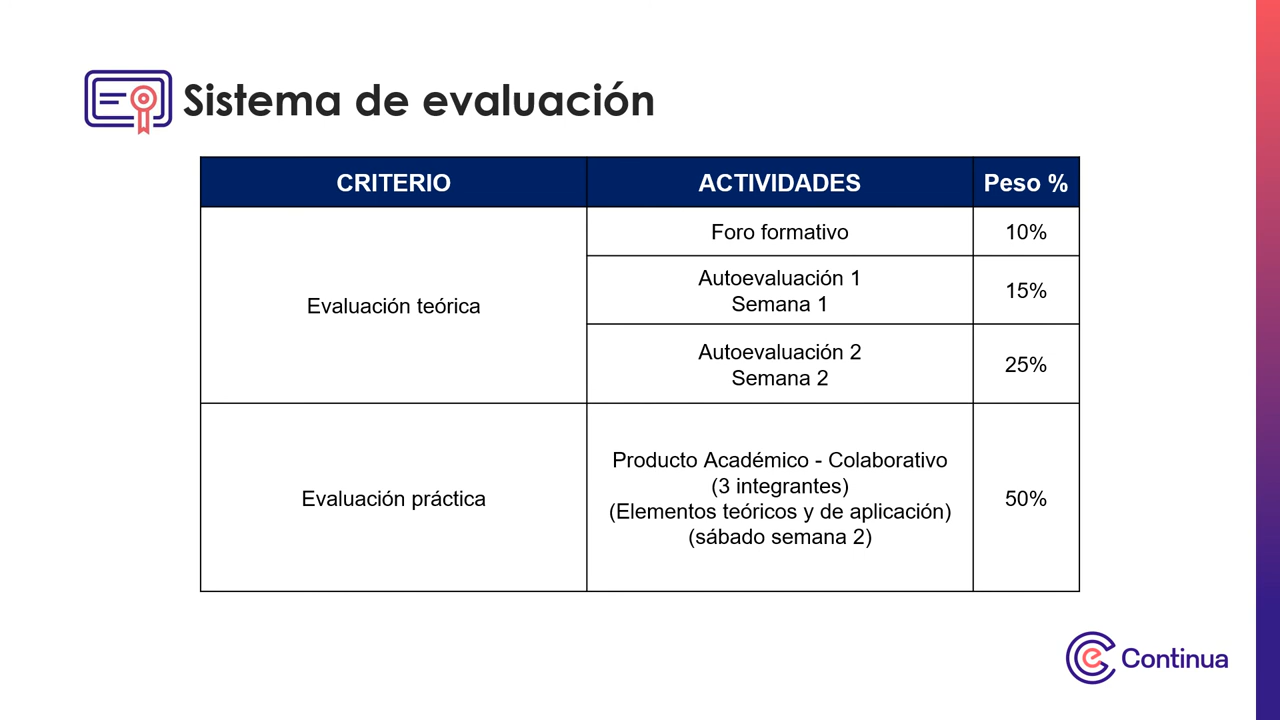 Sistema de evaluación
CRITERIO
ACTIVIDADES
Peso %
Evaluación teórica
Foro formativo
10%
Autoevaluación 1
Semana 1
15%
Autoevaluación 2
Semana 2
25%
Evaluación práctica
Producto Académico - Colaborativo
(3 integrantes)
(Elementos teóricos y de aplicación)
(sábado semana 2)
50%
Continua